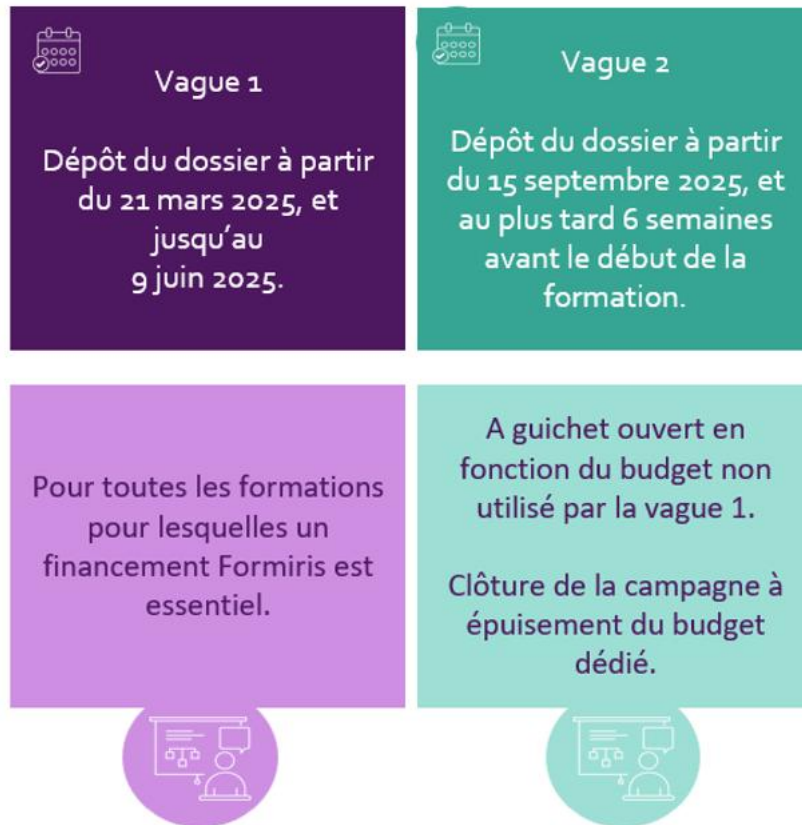 Vague 1
Dépôt du dossier à partir
du 21 mars 2025, et
jusqu'au
9 juin 2025.
Vague 2
Dépôt du dossier à partir
du 15 septembre 2025, et
au plus tard 6 semaines
avant le début de la
formation.
Pour toutes les formations
pour lesquelles un
financement Formiris est
essentiel.
A guichet ouvert en
fonction du budget non
utilisé par la vague 1.
Clôture de la campagne à
épuisement du budget
dédié.